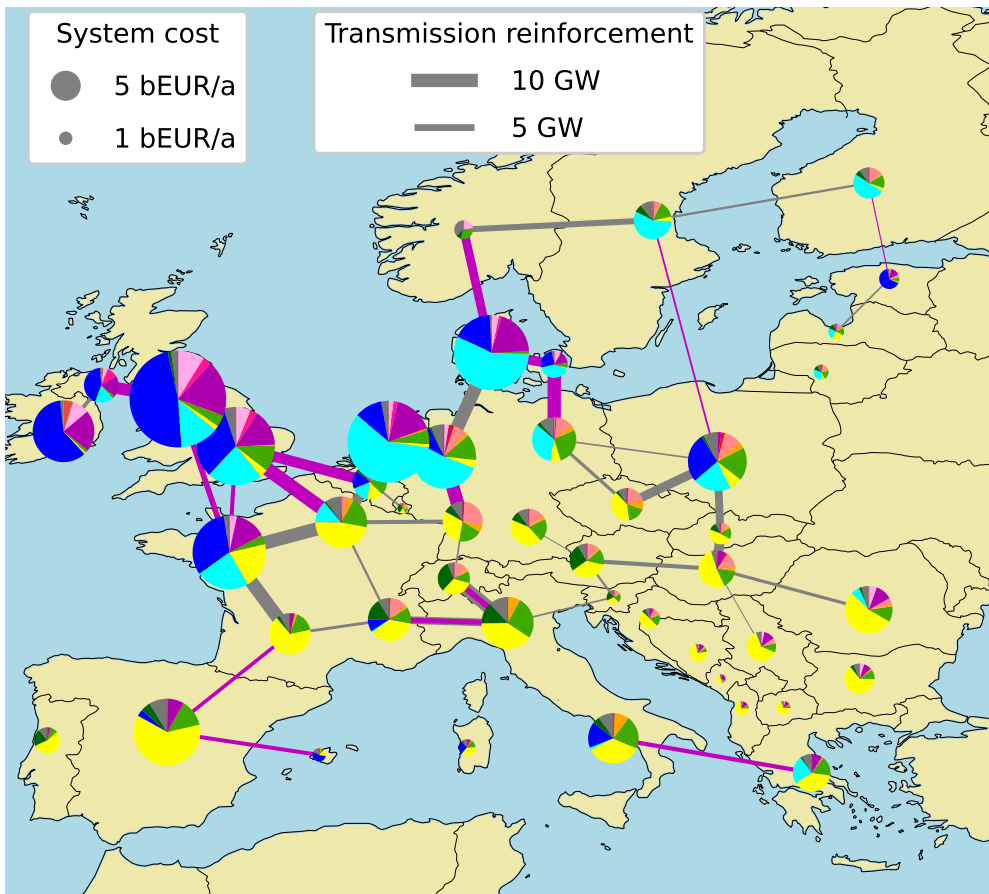 System cost
5 bEUR/a
1 bEUR/a
Transmission reinforcement
10 GW
5 GW